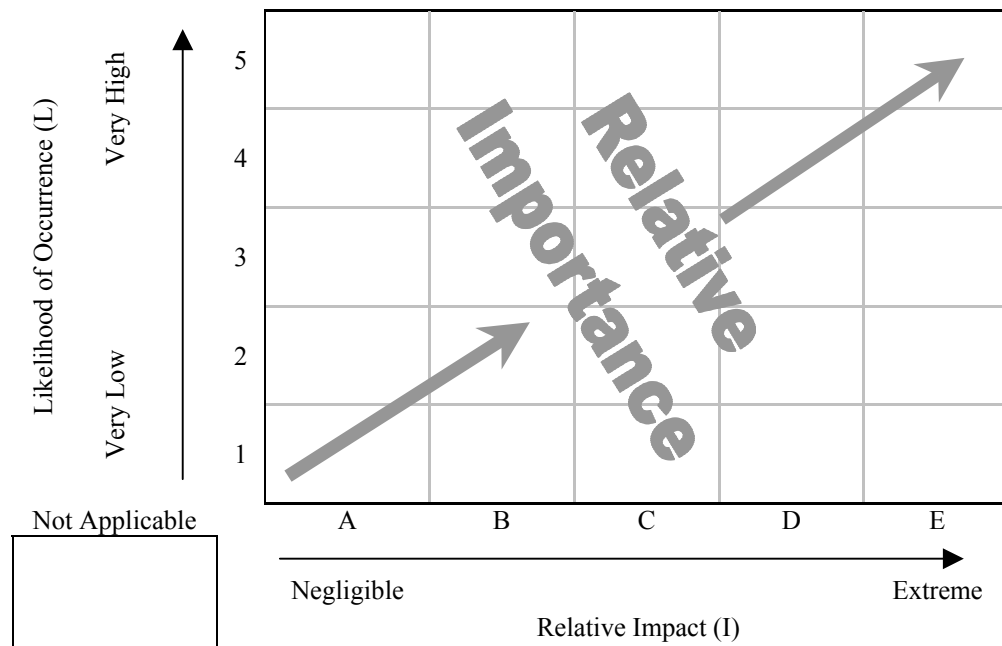 Likelihood of Occurrence (L)
Very High
Very Low
5
4
3
2
1
Relative
Importance
Not Applicable
A B C D E
Negligible Extreme
Relative Impact (I)